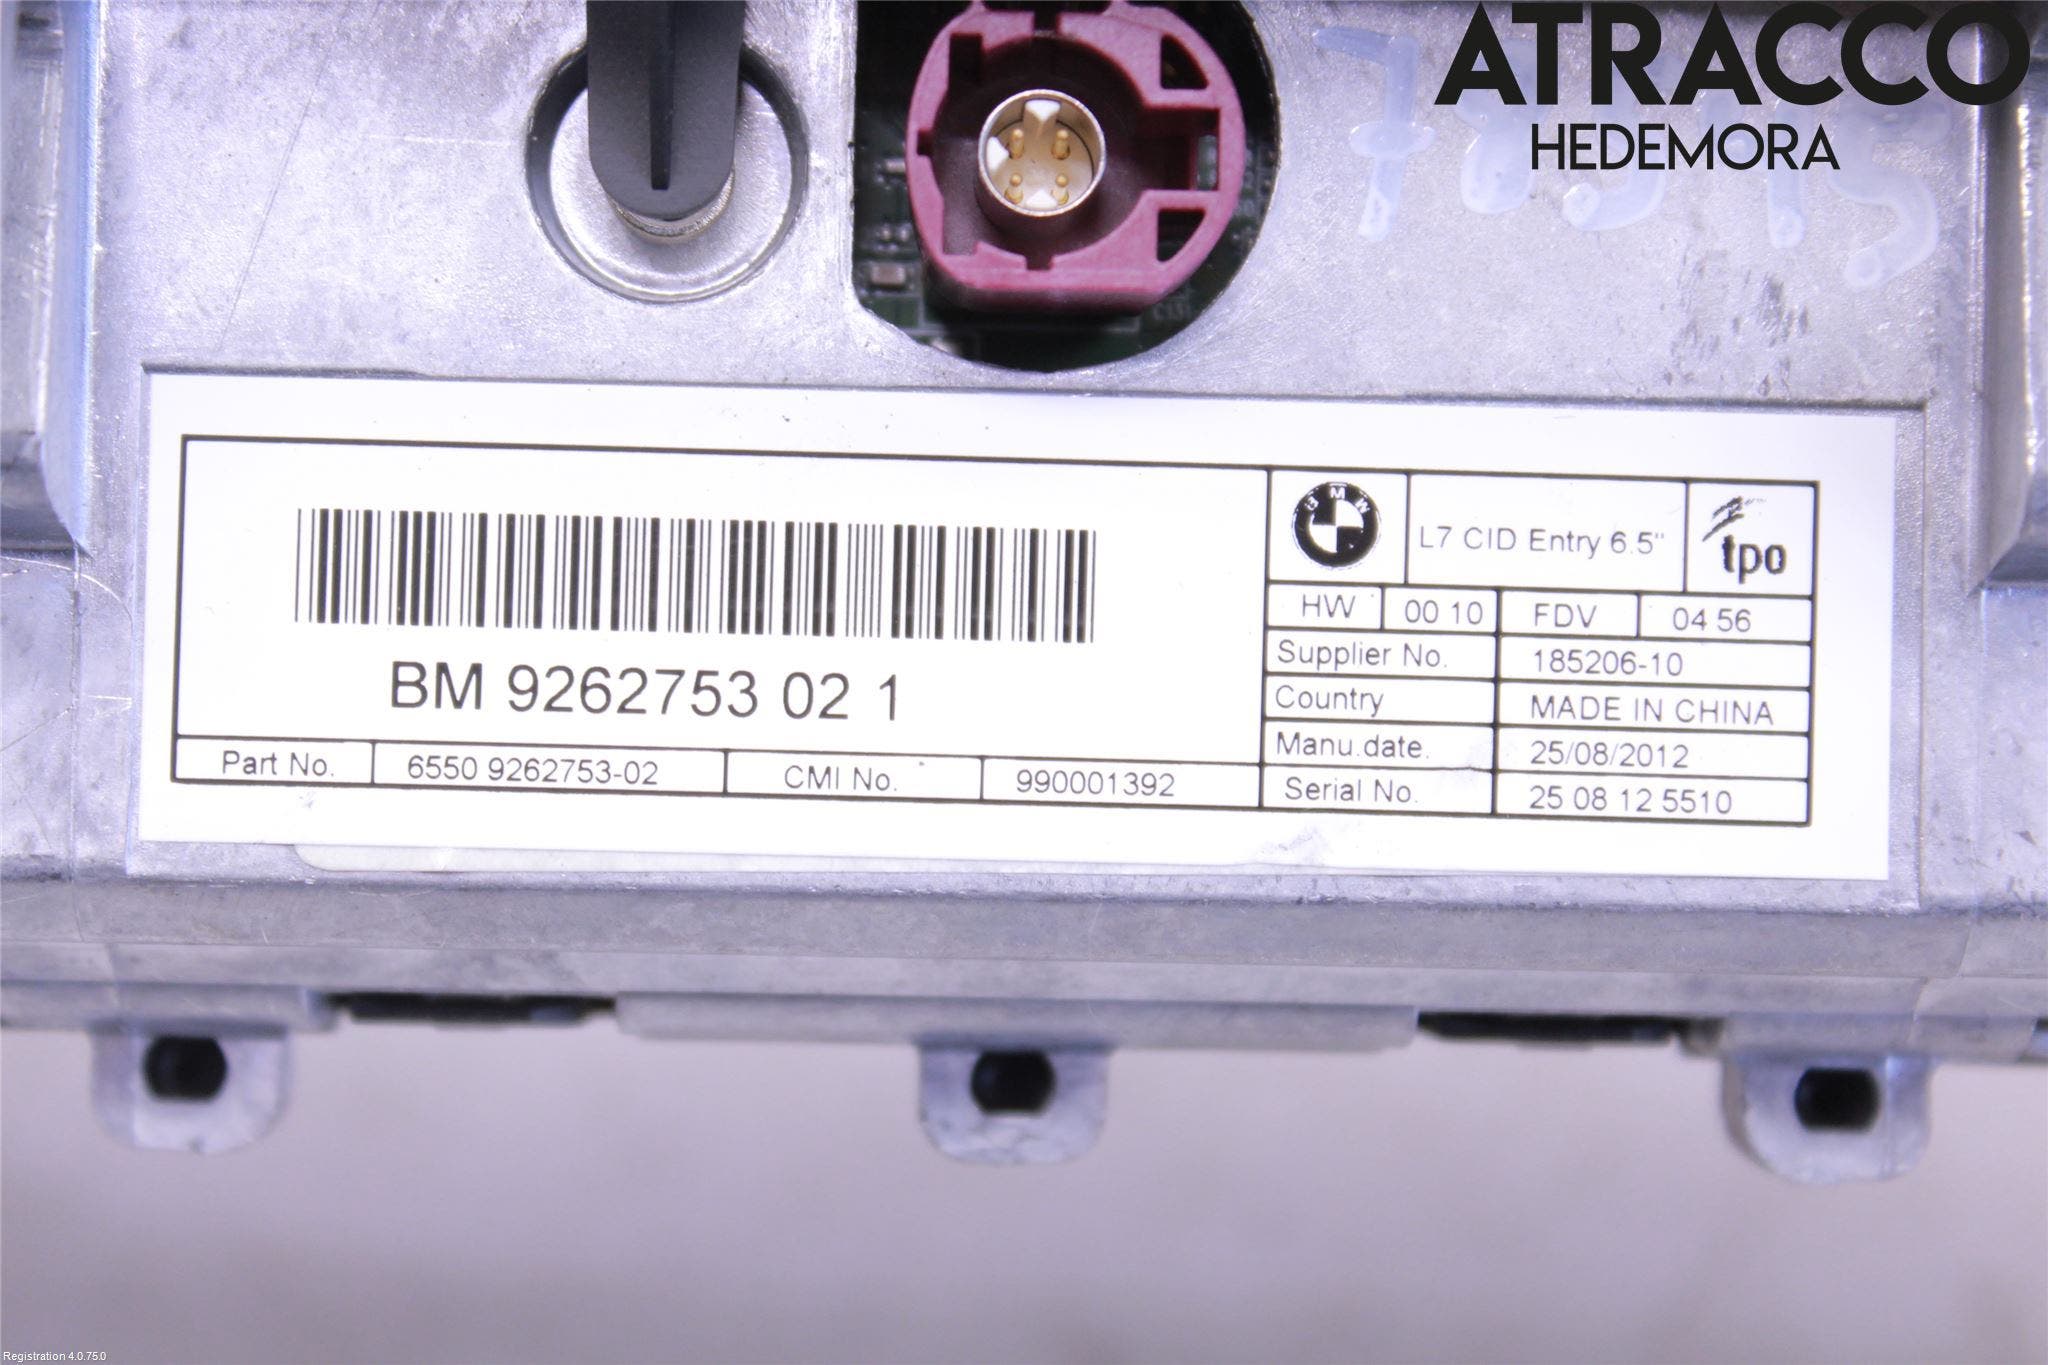 ATRACCO
HEDEMORA
BMW
L7 CID Entry 6.5"
tpo
HW 00 10 FDV 04 56
Supplier No. 185206-10
Country MADE IN CHINA
Manu.date. 25/08/2012
Serial No. 25 08 12 5510
BM 9262753 02 1
Part No. 6550 9262753-02 CMI No. 990001392
Registration 4.0.75.0